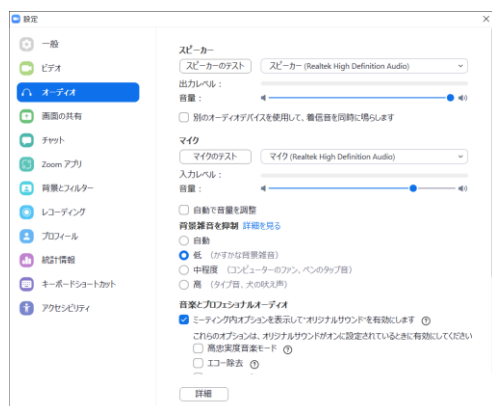 設定
一般
ビデオ
オーディオ
画面の共有
チャット
Zoom アプリ
背景とフィルター
レコーディング
プロフィール
統計情報
キーボードショートカット
アクセシビリティ
スピーカー
スピーカーのテスト
スピーカー (Realtek High Definition Audio)
出力レベル：
音量：
別のオーディオデバイスを使用して、着信音を同時に鳴らします
マイク
マイクのテスト
マイク (Realtek High Definition Audio)
入力レベル：
音量：
自動で音量を調整
背景雑音を抑制 詳細を見る
自動
低 (かすかな背景雑音)
中程度 (コンピューターのファン、ペンのタップ音)
高 (タイプ音、犬の吠え声)
音楽とプロフェショナルオーディオ
ミーティング内オプションを表示して"オリジナルサウンド"を有効にします
これらのオプションは、オリジナルサウンドがオンに設定されているときに有効にしてください
高忠実度音楽モード
エコー除去
詳細